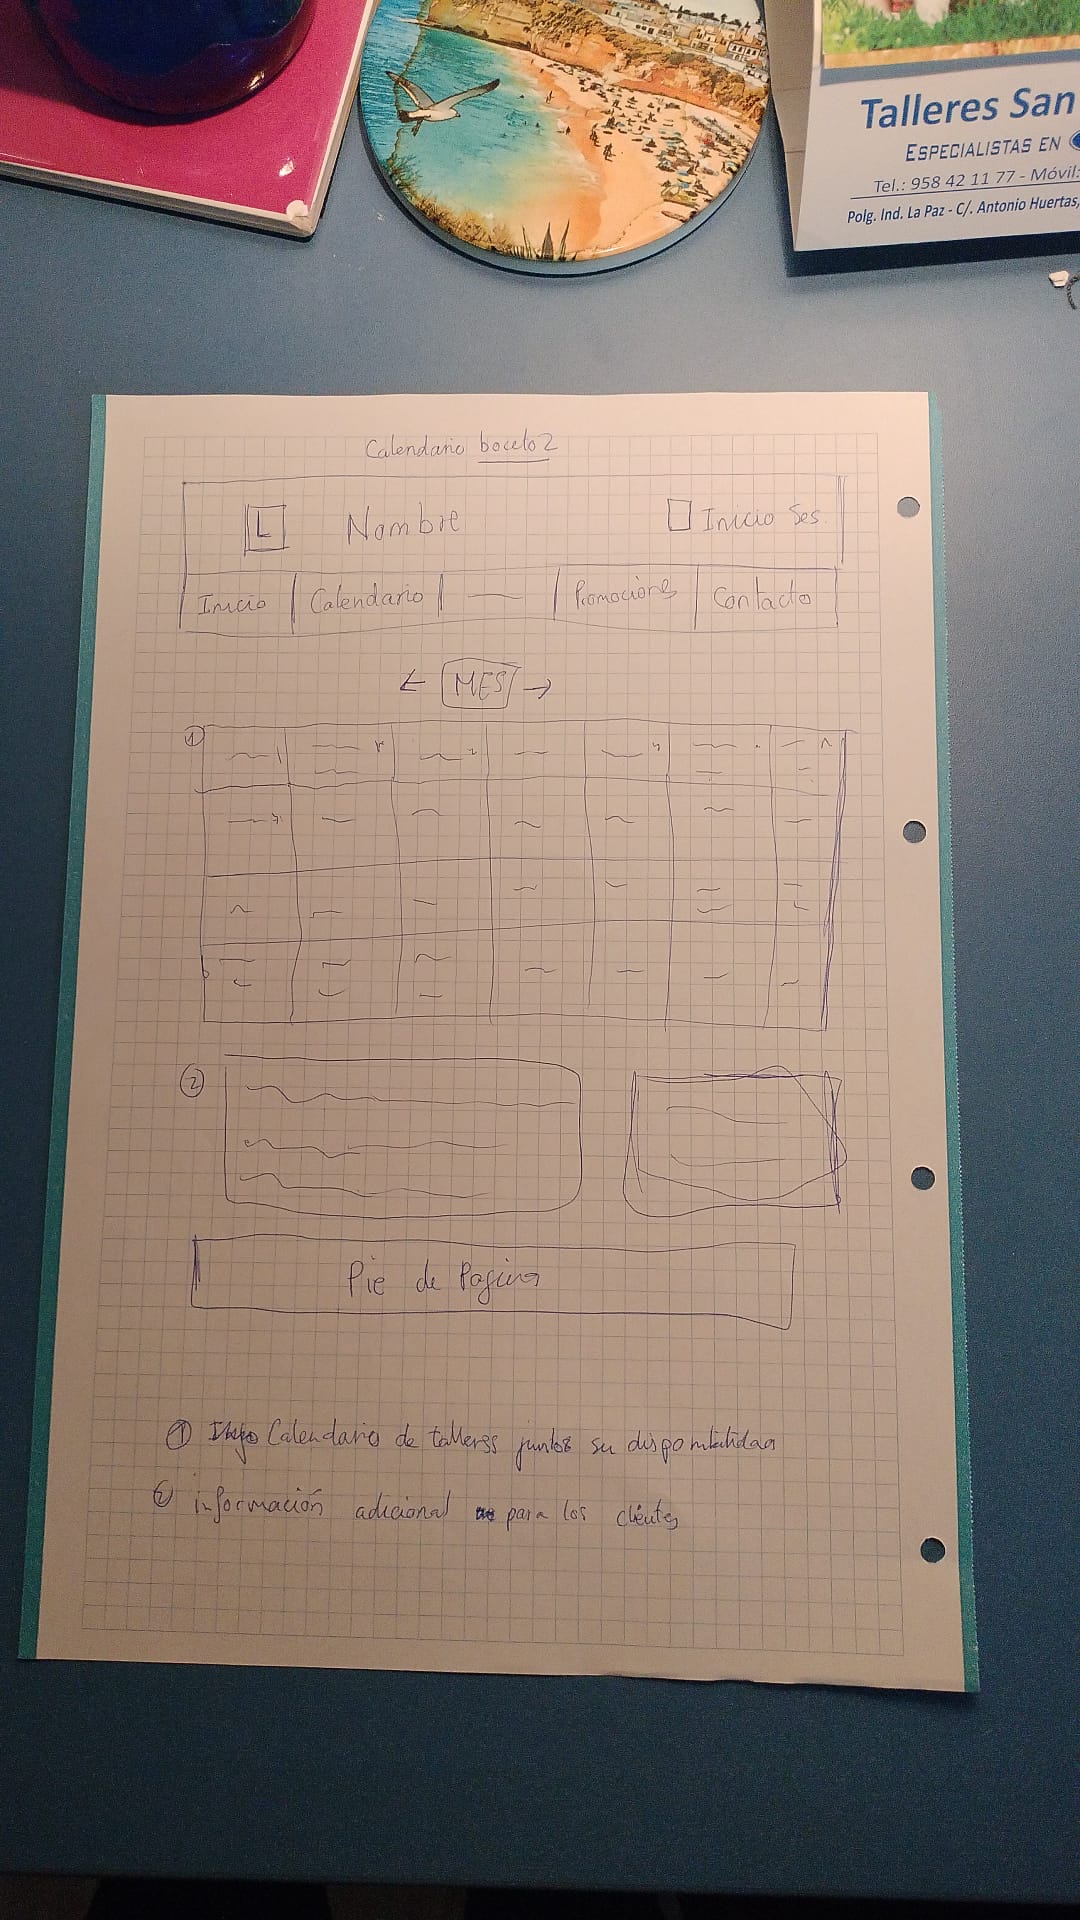 Talleres San
ESPECIALISTAS EN
Tel.: 958 42 11 77 - Móvil:
Polg. Ind. La Paz - C/. Antonio Huertas,
Calendario boceto 2
L Nombre Inicio Ses.
Inicio Calendario Promociones Contacto
← MES →
1
2
Pie de Pagina
1 Calendario de talleres juntos su disponibilidad
2 información adicional para los clientes